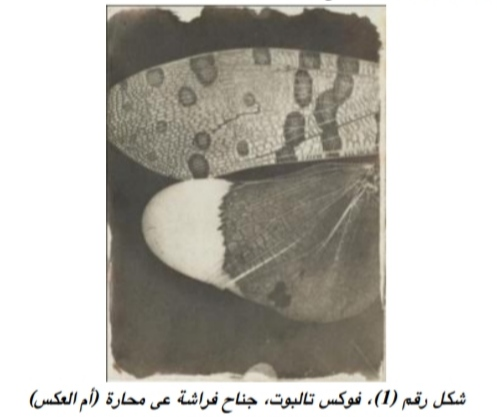 شكل رقم (1)، فوكس تالبوت، جناح فراشة عى محارة (أم العكس)